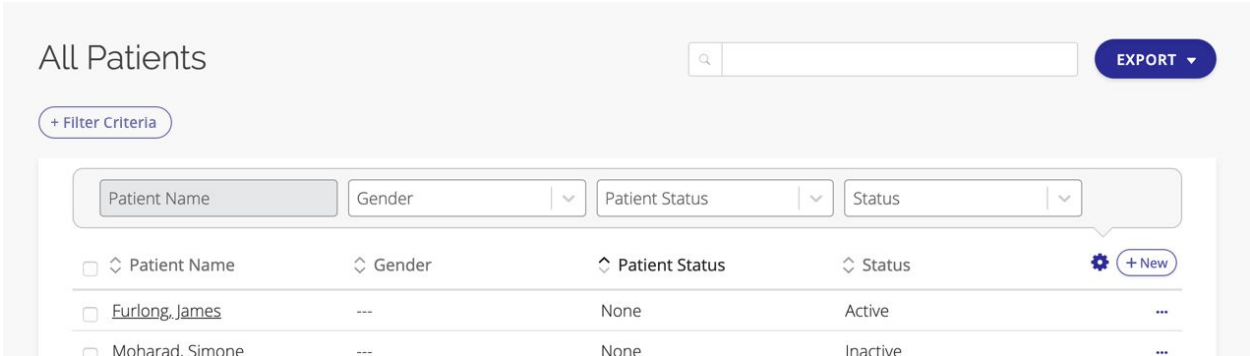 All Patients
EXPORT
+ Filter Criteria
Patient Name Gender Patient Status Status
Patient Name Gender Patient Status Status + New
Furlong, James --- None Active ...
Moharad, Simone --- None Inactive ...